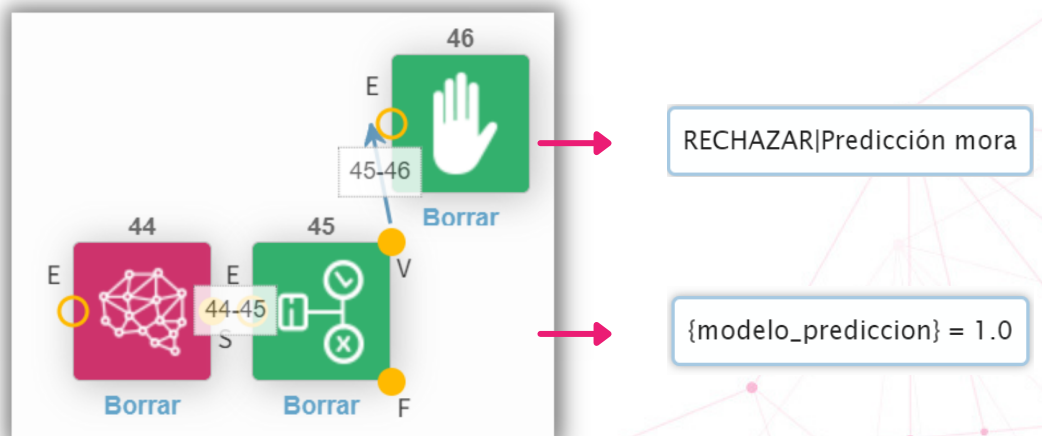 46
E
RECHAZAR|Predicción mora
45-46
Borrar
44
45
V
E
E
44-45
S
{modelo_prediccion} = 1.0
Borrar
Borrar
F